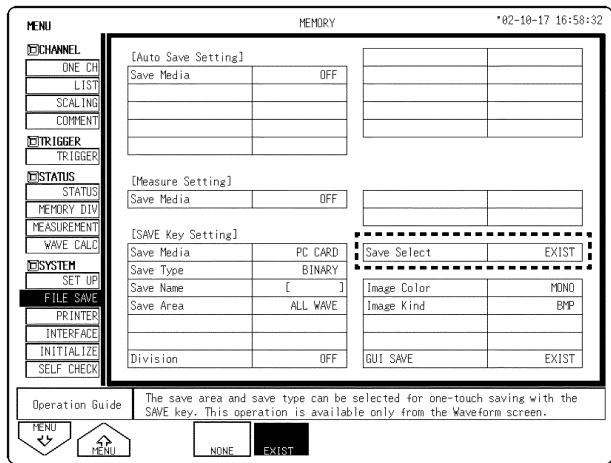 MENU MEMORY '02-10-17 16:58:32
CHANNEL
ONE CH
LIST
SCALING
COMMENT
TRIGGER
TRIGGER
STATUS
STATUS
MEMORY DIV
MEASUREMENT
WAVE CALC
SYSTEM
SET UP
FILE SAVE
PRINTER
INTERFACE
INITIALIZE
SELF CHECK
[Auto Save Setting]
Save Media OFF
[Measure Setting]
Save Media OFF
[SAVE Key Setting]
Save Media PC CARD
Save Type BINARY
Save Name [ ]
Save Area ALL WAVE
Division OFF
Save Select EXIST
Image Color MONO
Image Kind BMP
GUI SAVE EXIST
Operation Guide
The save area and save type can be selected for one-touch saving with the
SAVE key. This operation is available only from the Waveform screen.
MENU
MENU
NONE
EXIST